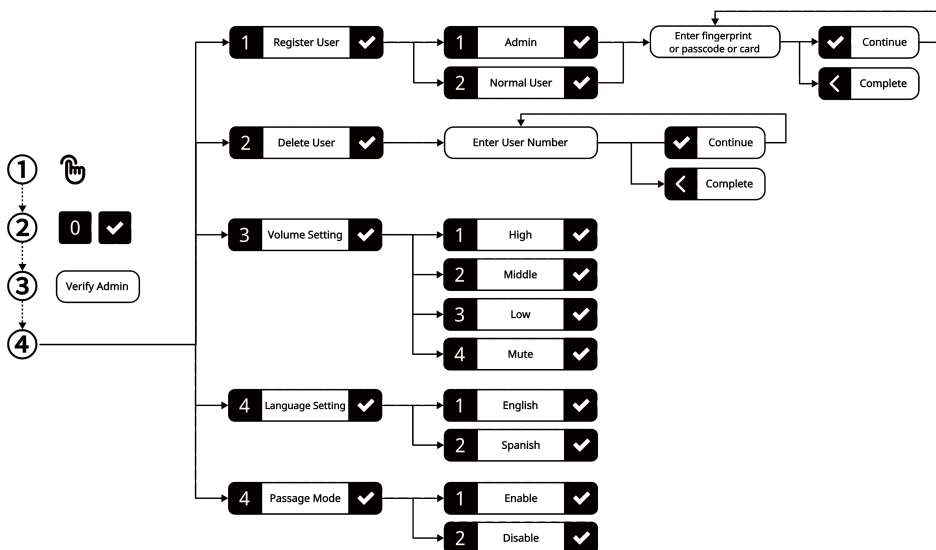 1 Register User
1 Admin
Enter fingerprint
or passcode or card
Continue
2 Normal User
Complete
2 Delete User
Enter User Number
Continue
Complete
1
2 0
3 Verify Admin
4
3 Volume Setting
1 High
2 Middle
3 Low
4 Mute
4 Language Setting
1 English
2 Spanish
4 Passage Mode
1 Enable
2 Disable